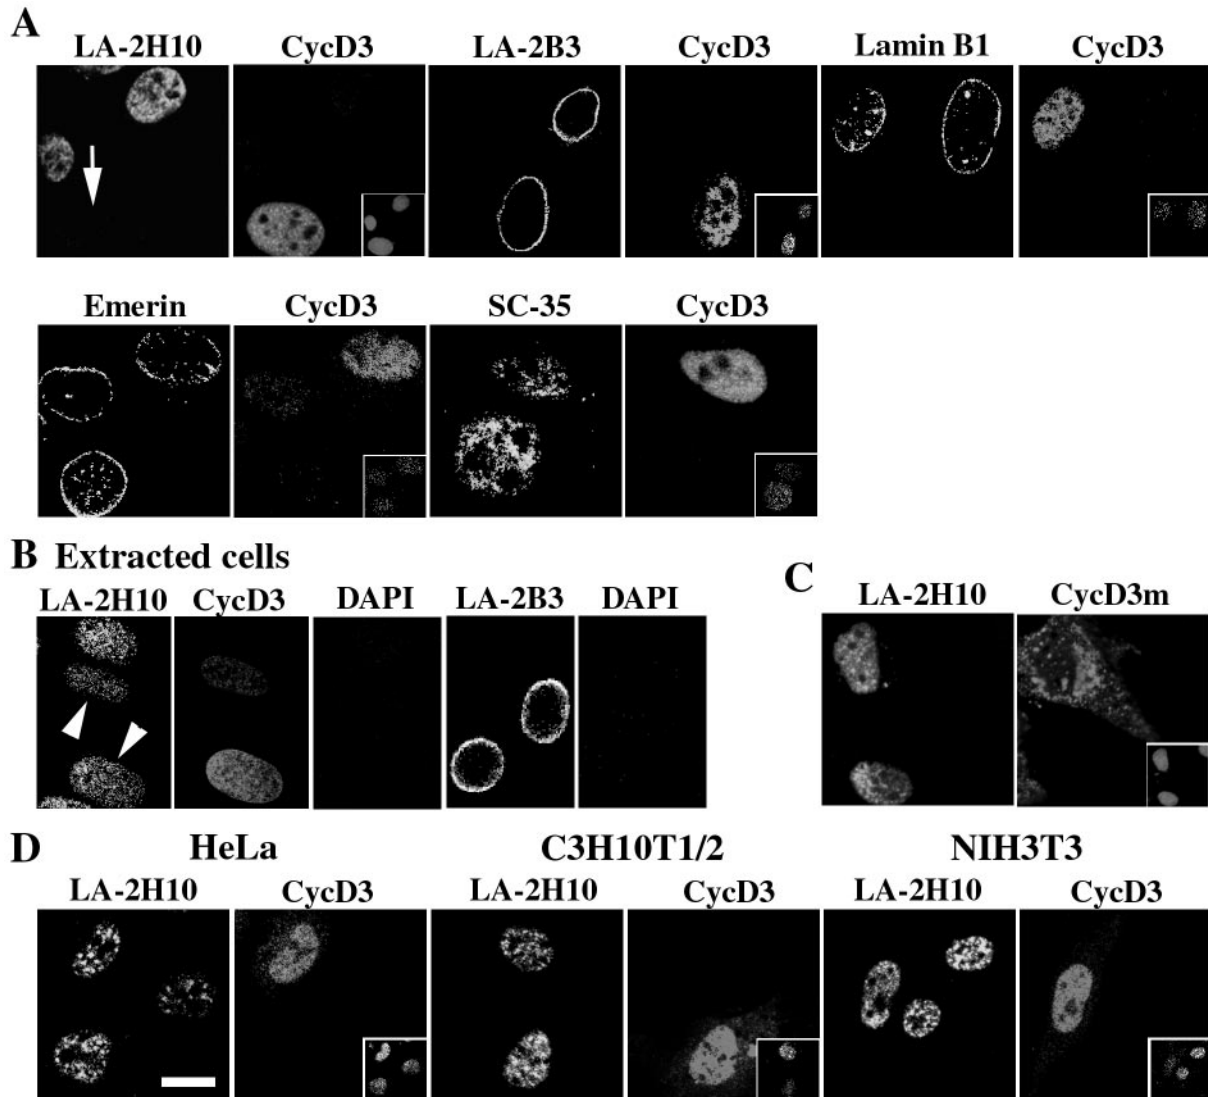 A
LA-2H10 CycD3 LA-2B3 CycD3 Lamin B1 CycD3
Emerin CycD3 SC-35 CycD3
B Extracted cells
LA-2H10 CycD3 DAPI LA-2B3 DAPI
C
LA-2H10 CycD3m
D HeLa C3H10T1/2 NIH3T3
LA-2H10 CycD3 LA-2H10 CycD3 LA-2H10 CycD3